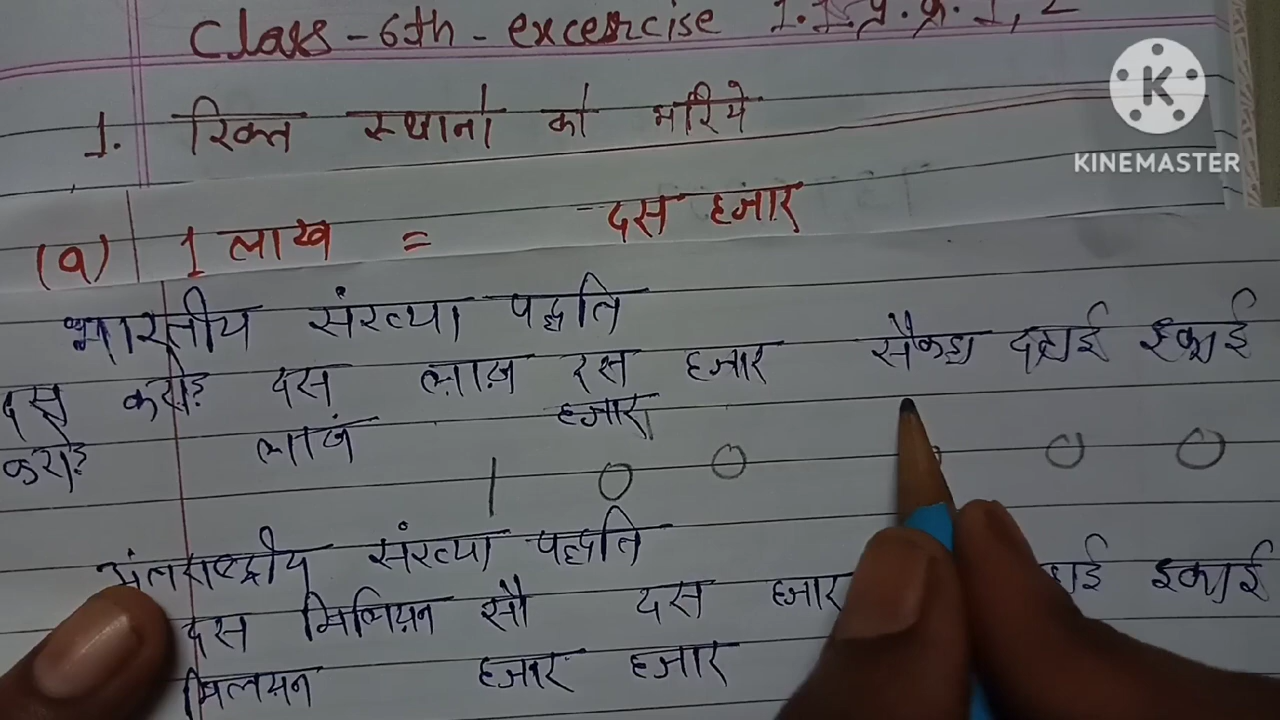 Class - 6th - excercise 1.1. प्र. क्र. 1, 2
1. रिक्त स्थानों को भरिये
KINEMASTER
(a) 1 लाख = दस हजार
भारतीय संख्या पद्धति
दस करोड़ दस लाख दस हजार सैकड़ा दहाई इकाई
करोड़ लाख हजार
1 0 0 0 0
अंतराष्ट्रीय संख्या पद्धति
दस मिलियन सौ दस हजार इकाई
मिलयन हजार हजार